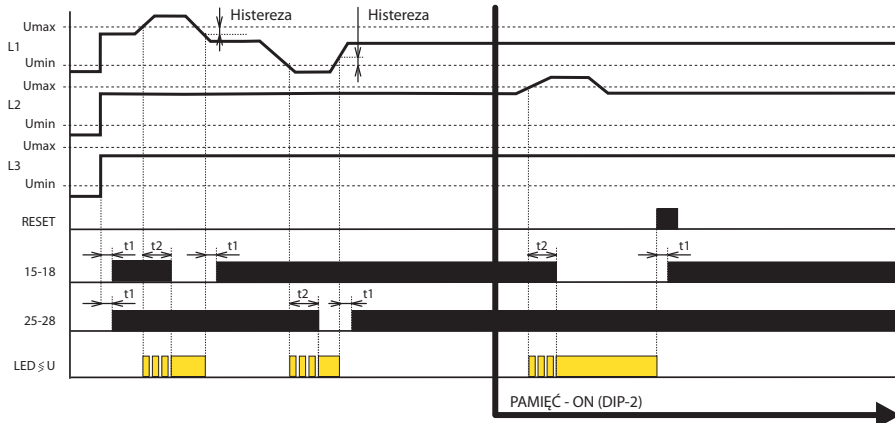 Histereza
Histereza
Umax
L1
Umin
Umax
L2
Umin
Umax
L3
Umin
RESET
t1
t2
t1
t2
t1
15-18
t1
t2
t1
25-28
LED ≤ U
PAMIĘĆ - ON (DIP-2)